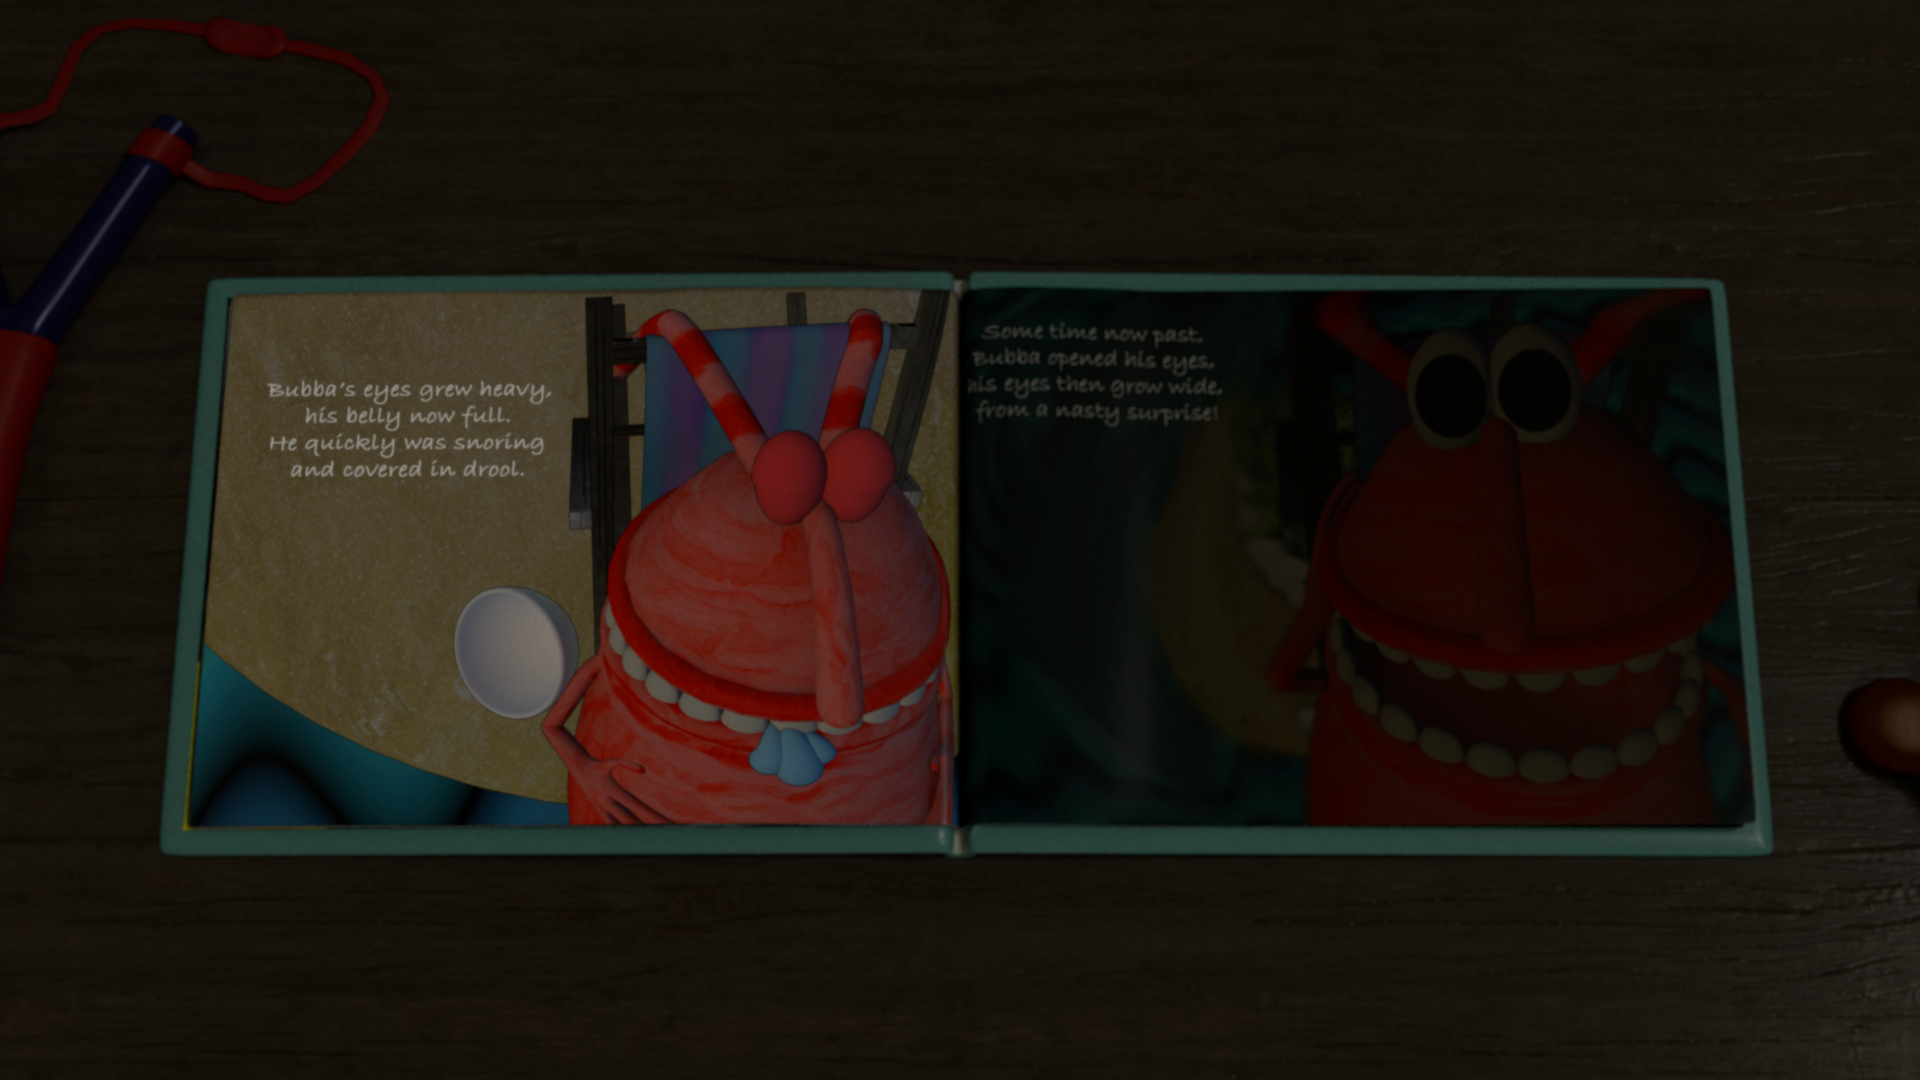 Bubba's eyes grew heavy,
his belly now full.
He quickly was snoring
and covered in drool.
Some time now past,
Bubba opened his eyes,
his eyes then grow wide,
from a nasty surprise!